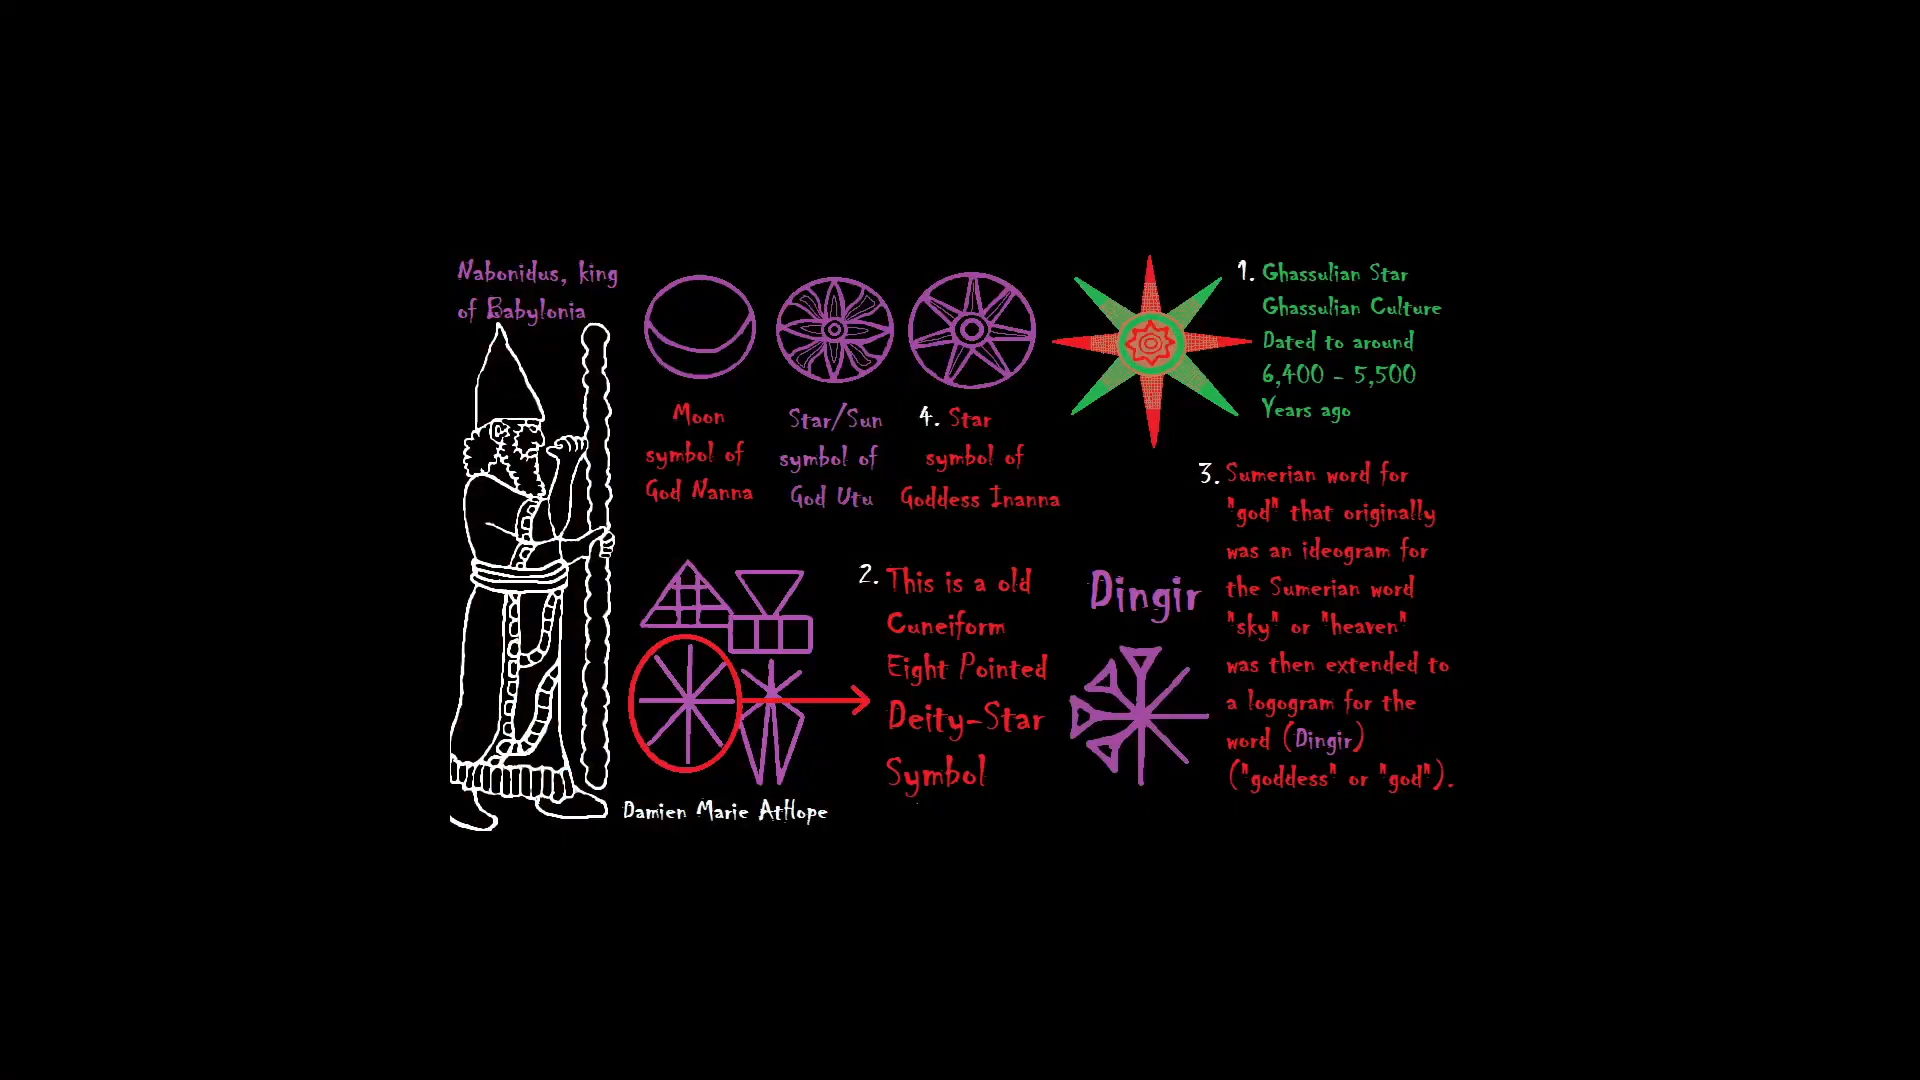 Nabonidus, king
of Babylonia
Moon
symbol of
God Nanna
Star/Sun
symbol of
God Utu
4. Star
symbol of
Goddess Inanna
1. Ghassulian Star
Ghassulian Culture
Dated to around
6,400 - 5,500
Years ago
2. This is a old
Cuneiform
Eight Pointed
Deity-Star
Symbol
Dingir
3. Sumerian word for
"god" that originally
was an ideogram for
the Sumerian word
"sky" or "heaven"
was then extended to
a logogram for the
word (Dingir)
("goddess" or "god").
Damien Marie AtHope